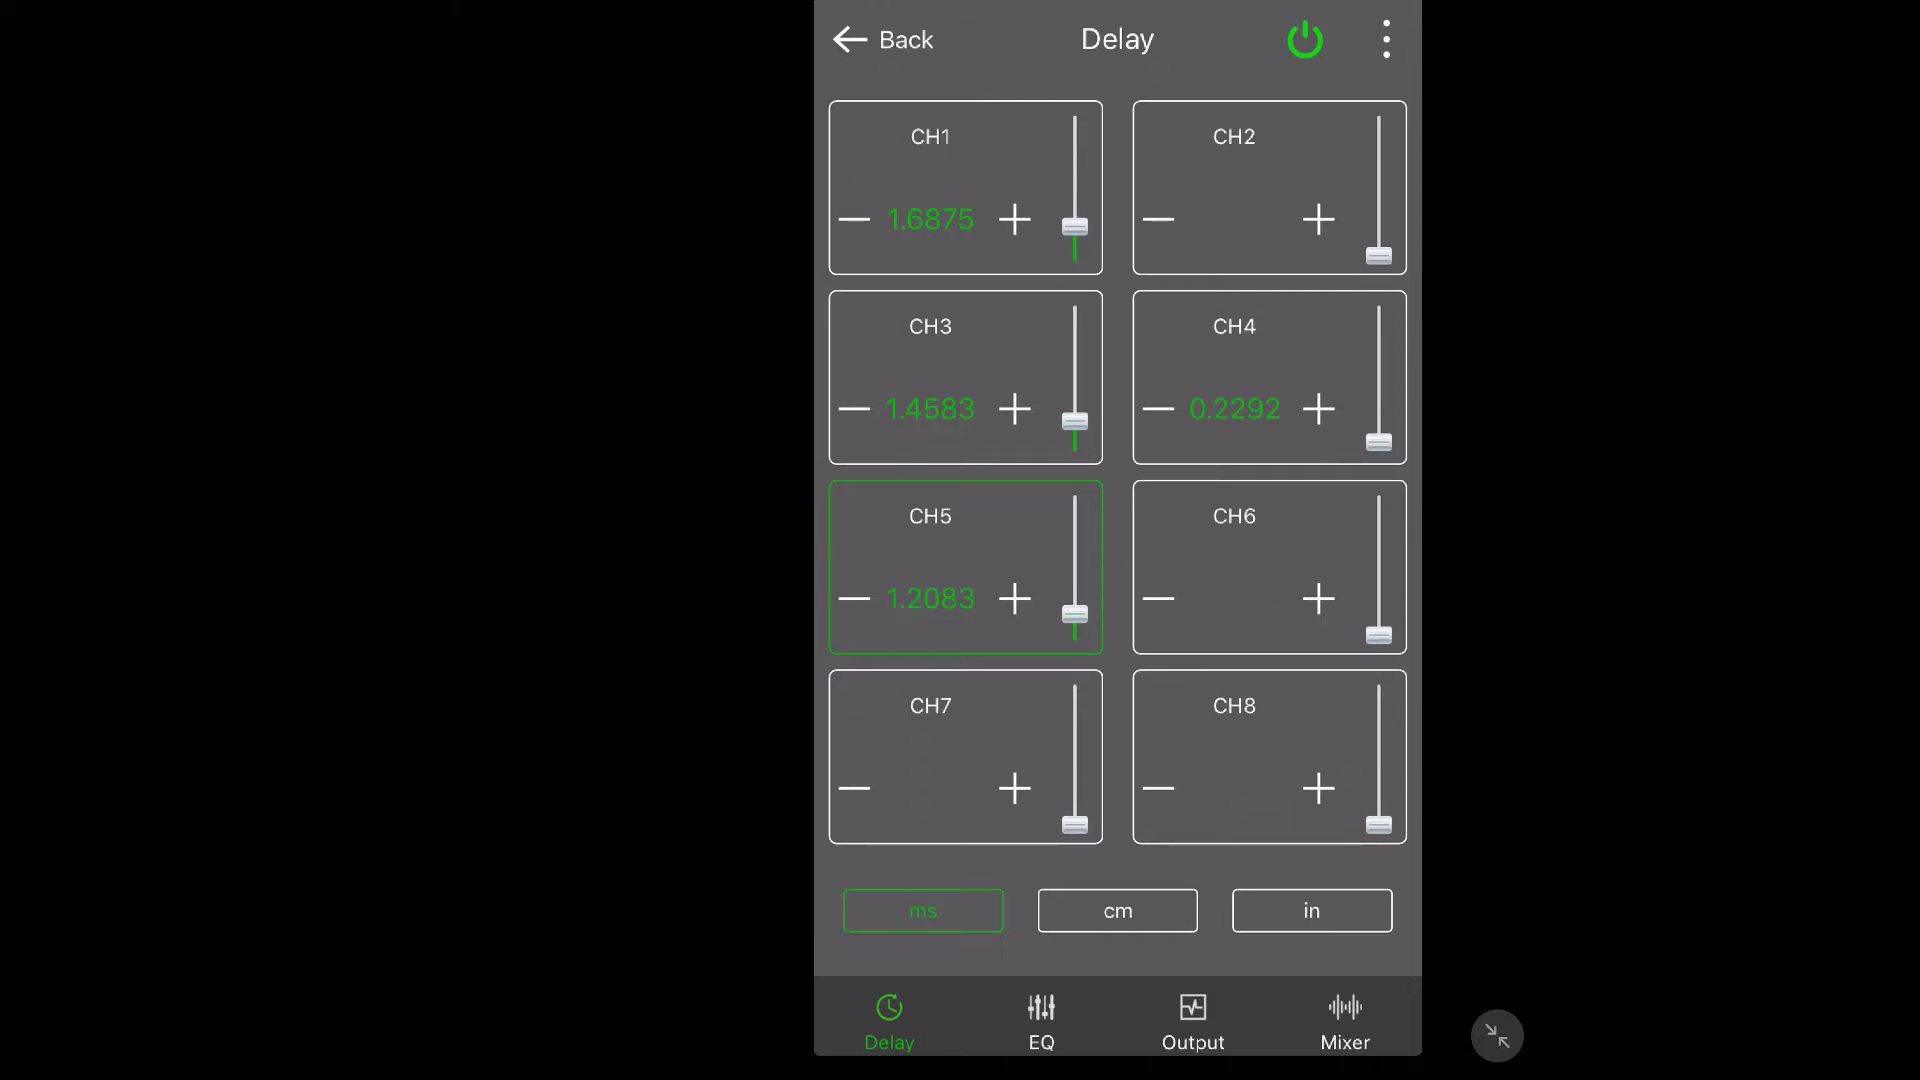 Back
Delay
CH1
1.6875
CH2
CH3
1.4583
CH4
0.2292
CH5
1.2083
CH6
CH7
CH8
ms
cm
in
Delay
EQ
Output
Mixer